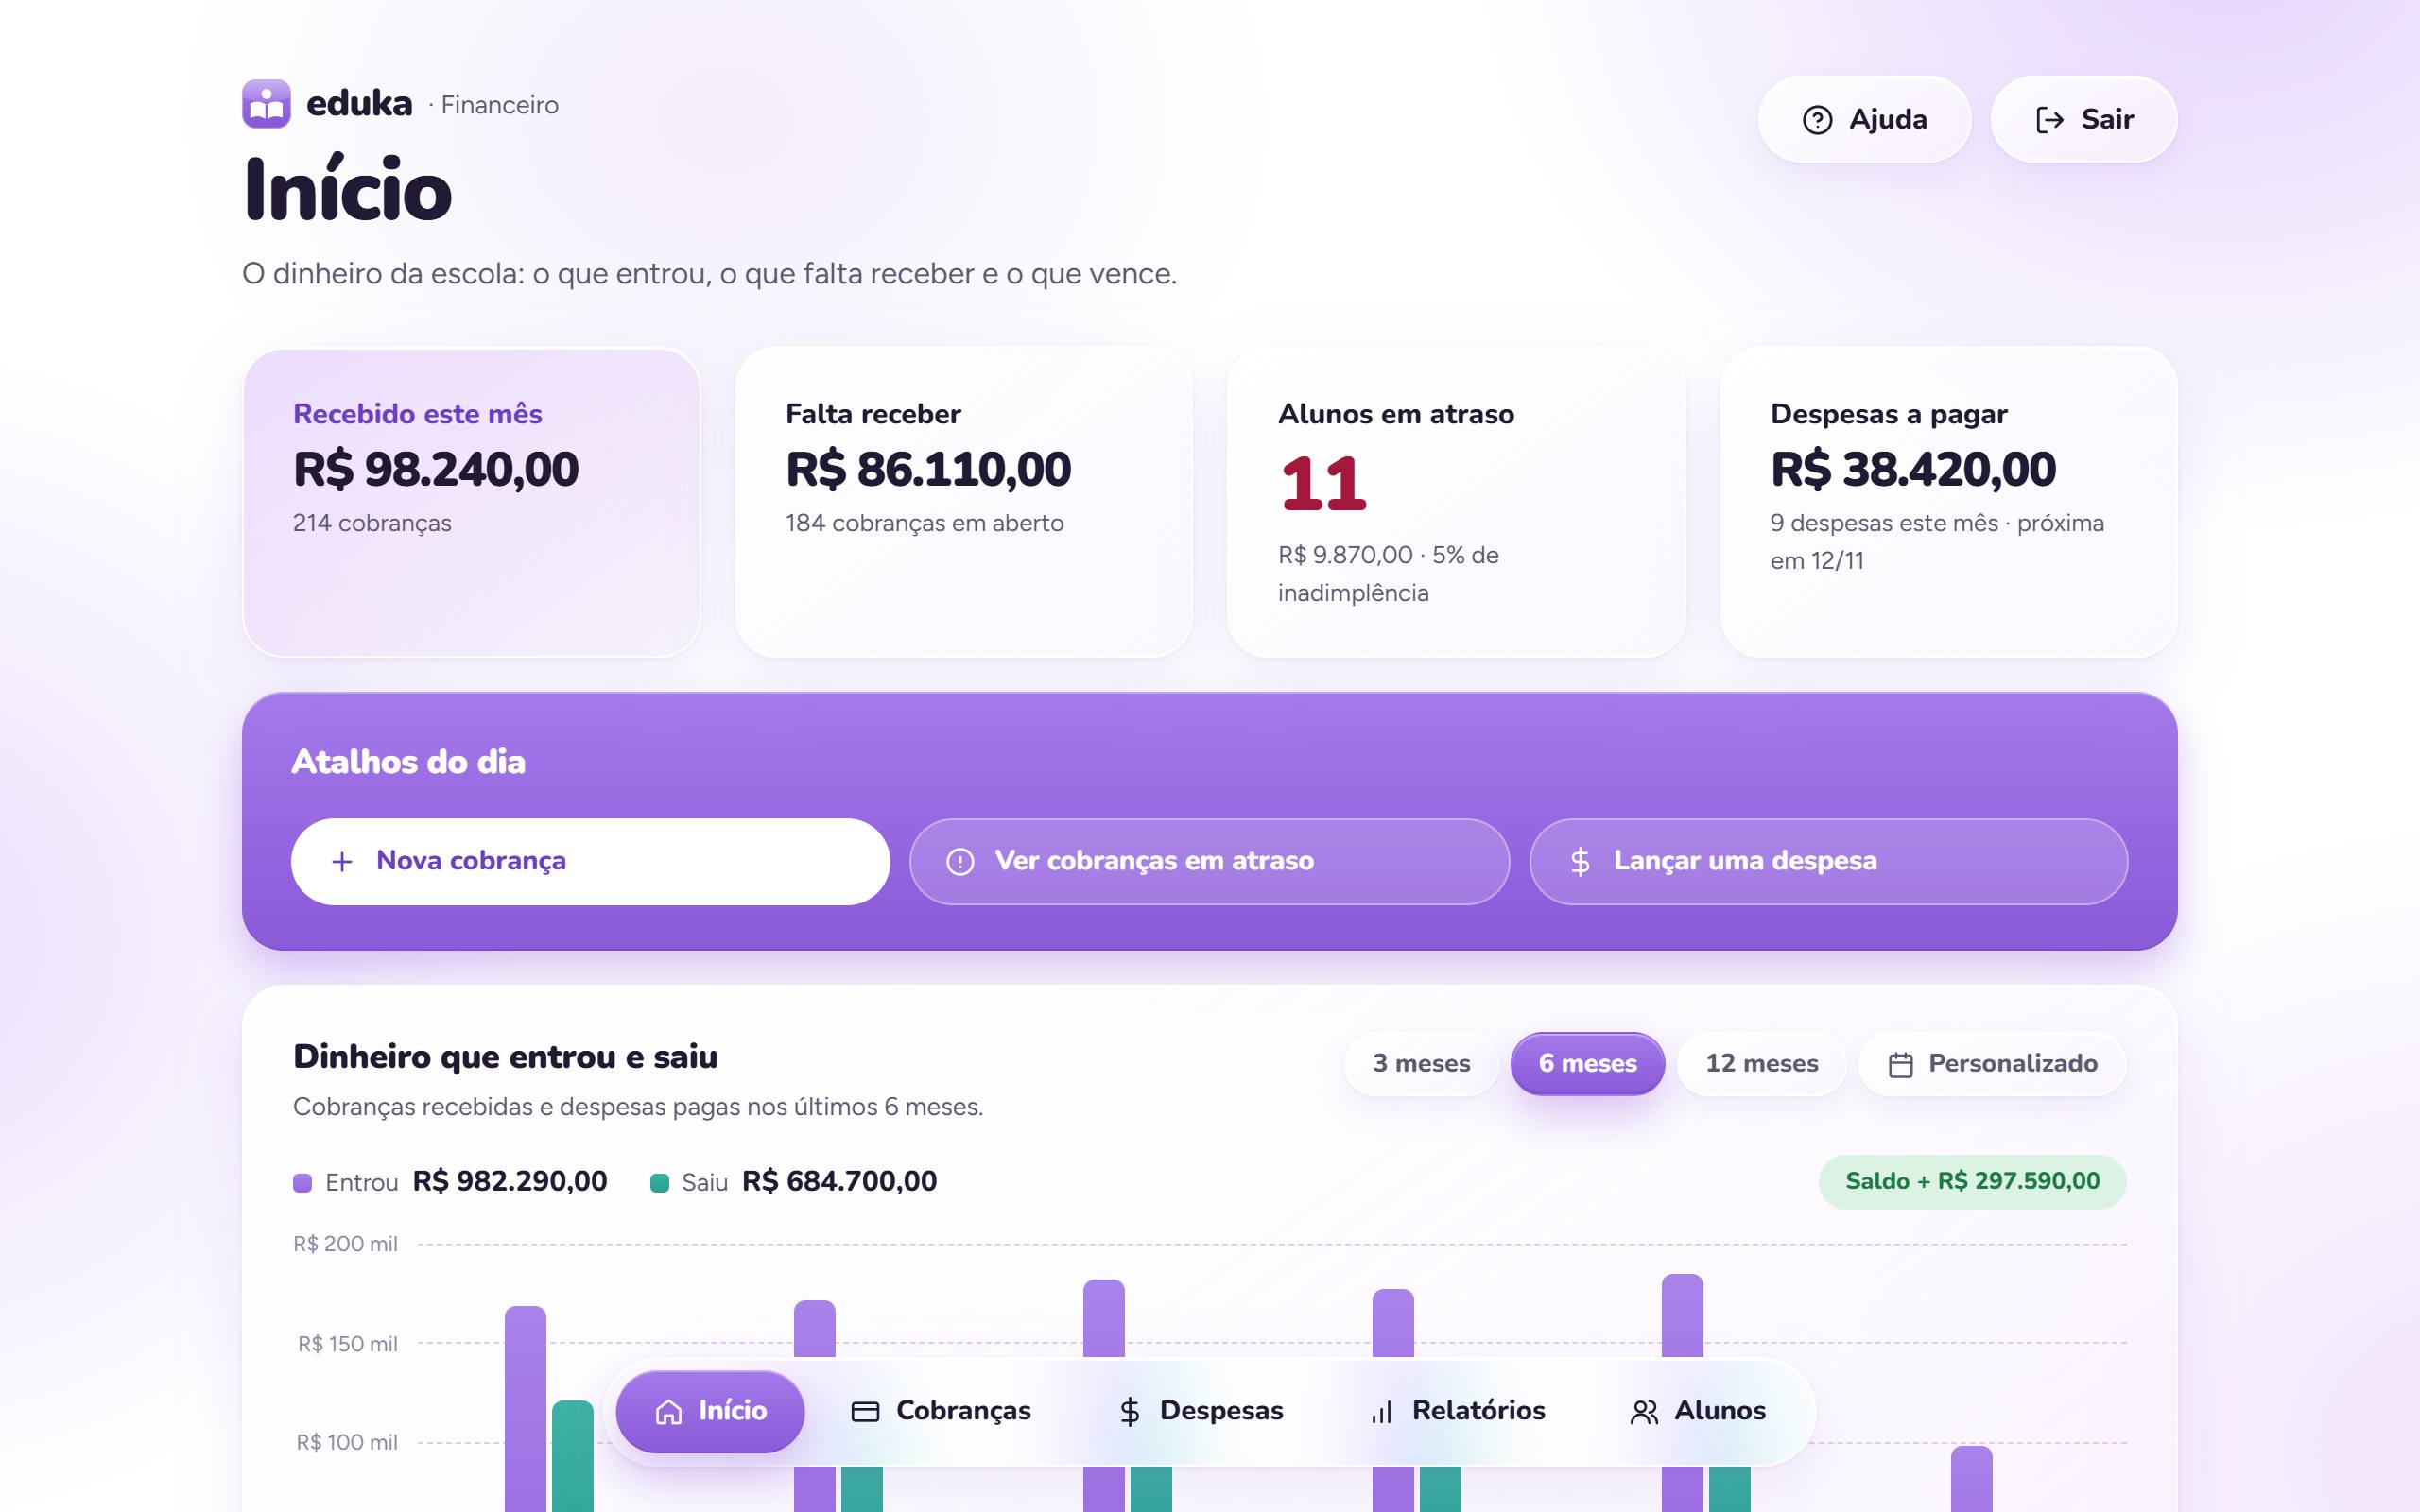 eduka · Financeiro
Ajuda
Sair
Início
O dinheiro da escola: o que entrou, o que falta receber e o que vence.
Recebido este mês
R$ 98.240,00
214 cobranças
Falta receber
R$ 86.110,00
184 cobranças em aberto
Alunos em atraso
11
R$ 9.870,00 · 5% de
inadimplência
Despesas a pagar
R$ 38.420,00
9 despesas este mês · próxima
em 12/11
Atalhos do dia
Nova cobrança
Ver cobranças em atraso
Lançar uma despesa
Dinheiro que entrou e saiu
Cobranças recebidas e despesas pagas nos últimos 6 meses.
3 meses
6 meses
12 meses
Personalizado
Entrou R$ 982.290,00
Saiu R$ 684.700,00
Saldo + R$ 297.590,00
R$ 200 mil
R$ 150 mil
R$ 100 mil
Início
Cobranças
Despesas
Relatórios
Alunos